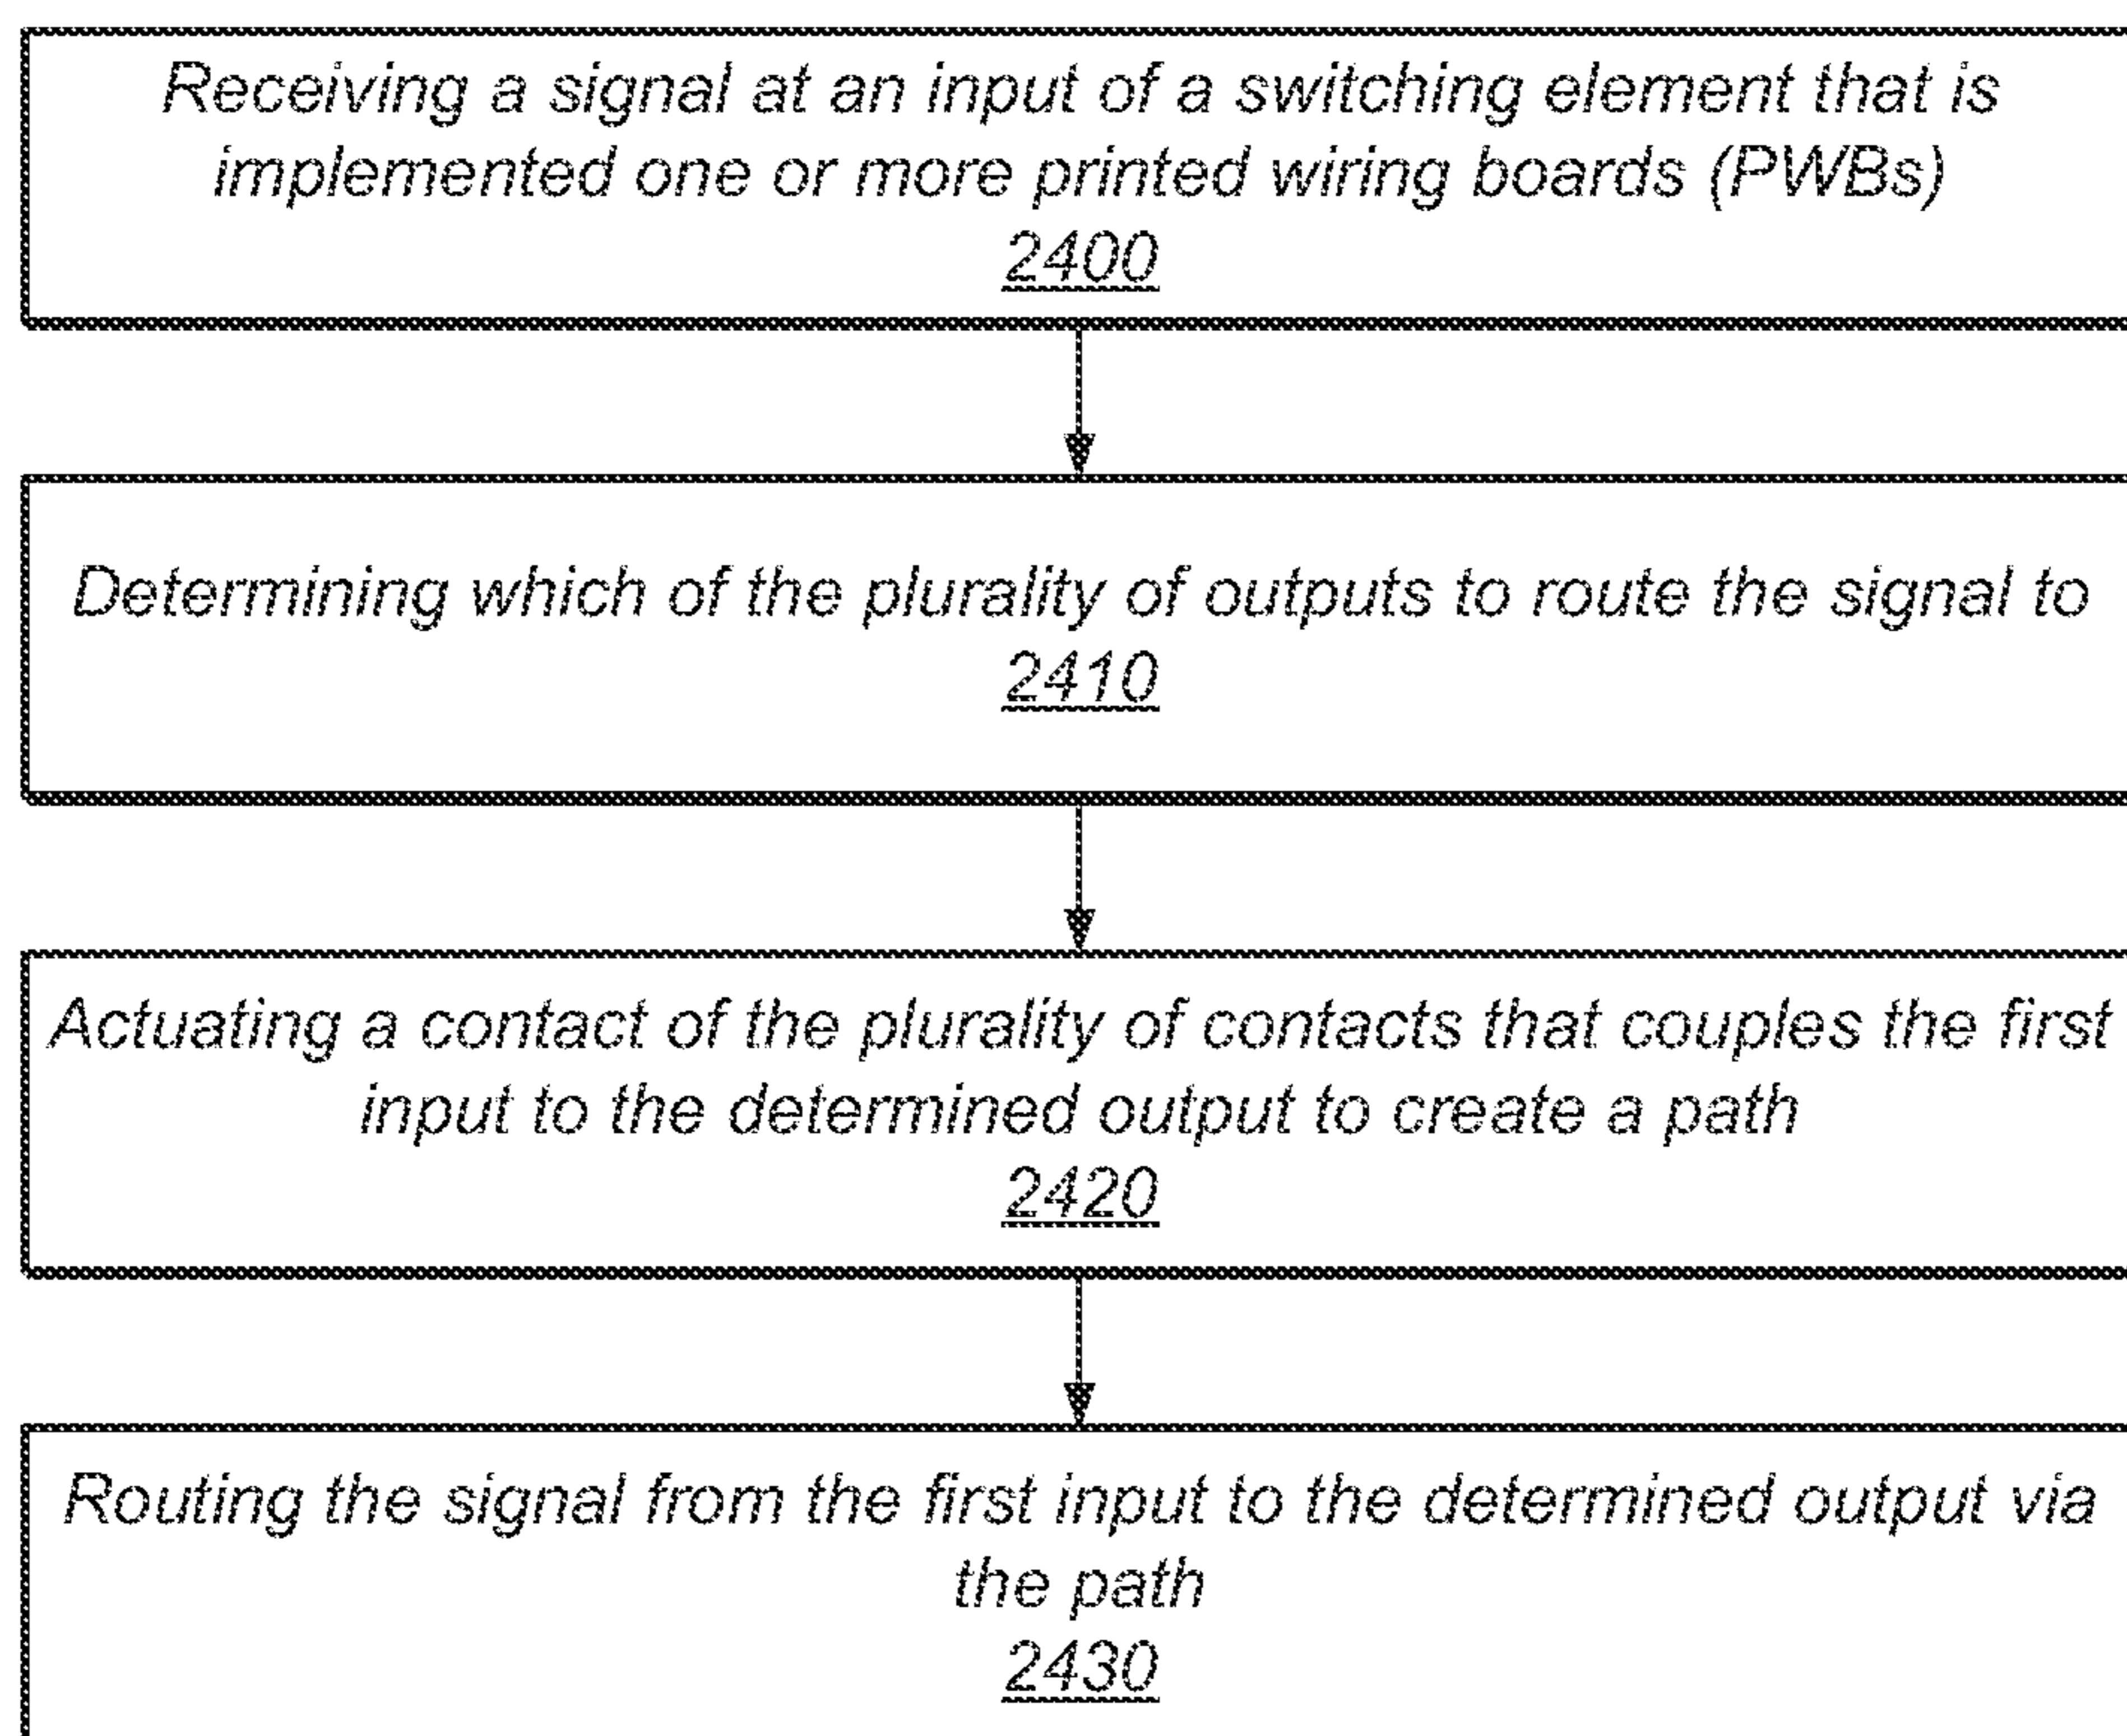 Receiving a signal at an input of a switching element that is
implemented one or more printed wiring boards (PWBs)
2400
Determining which of the plurality of outputs to route the signal to
2410
Actuating a contact of the plurality of contacts that couples the first
input to the determined output to create a path
2420
Routing the signal from the first input to the determined output via
the path
2430